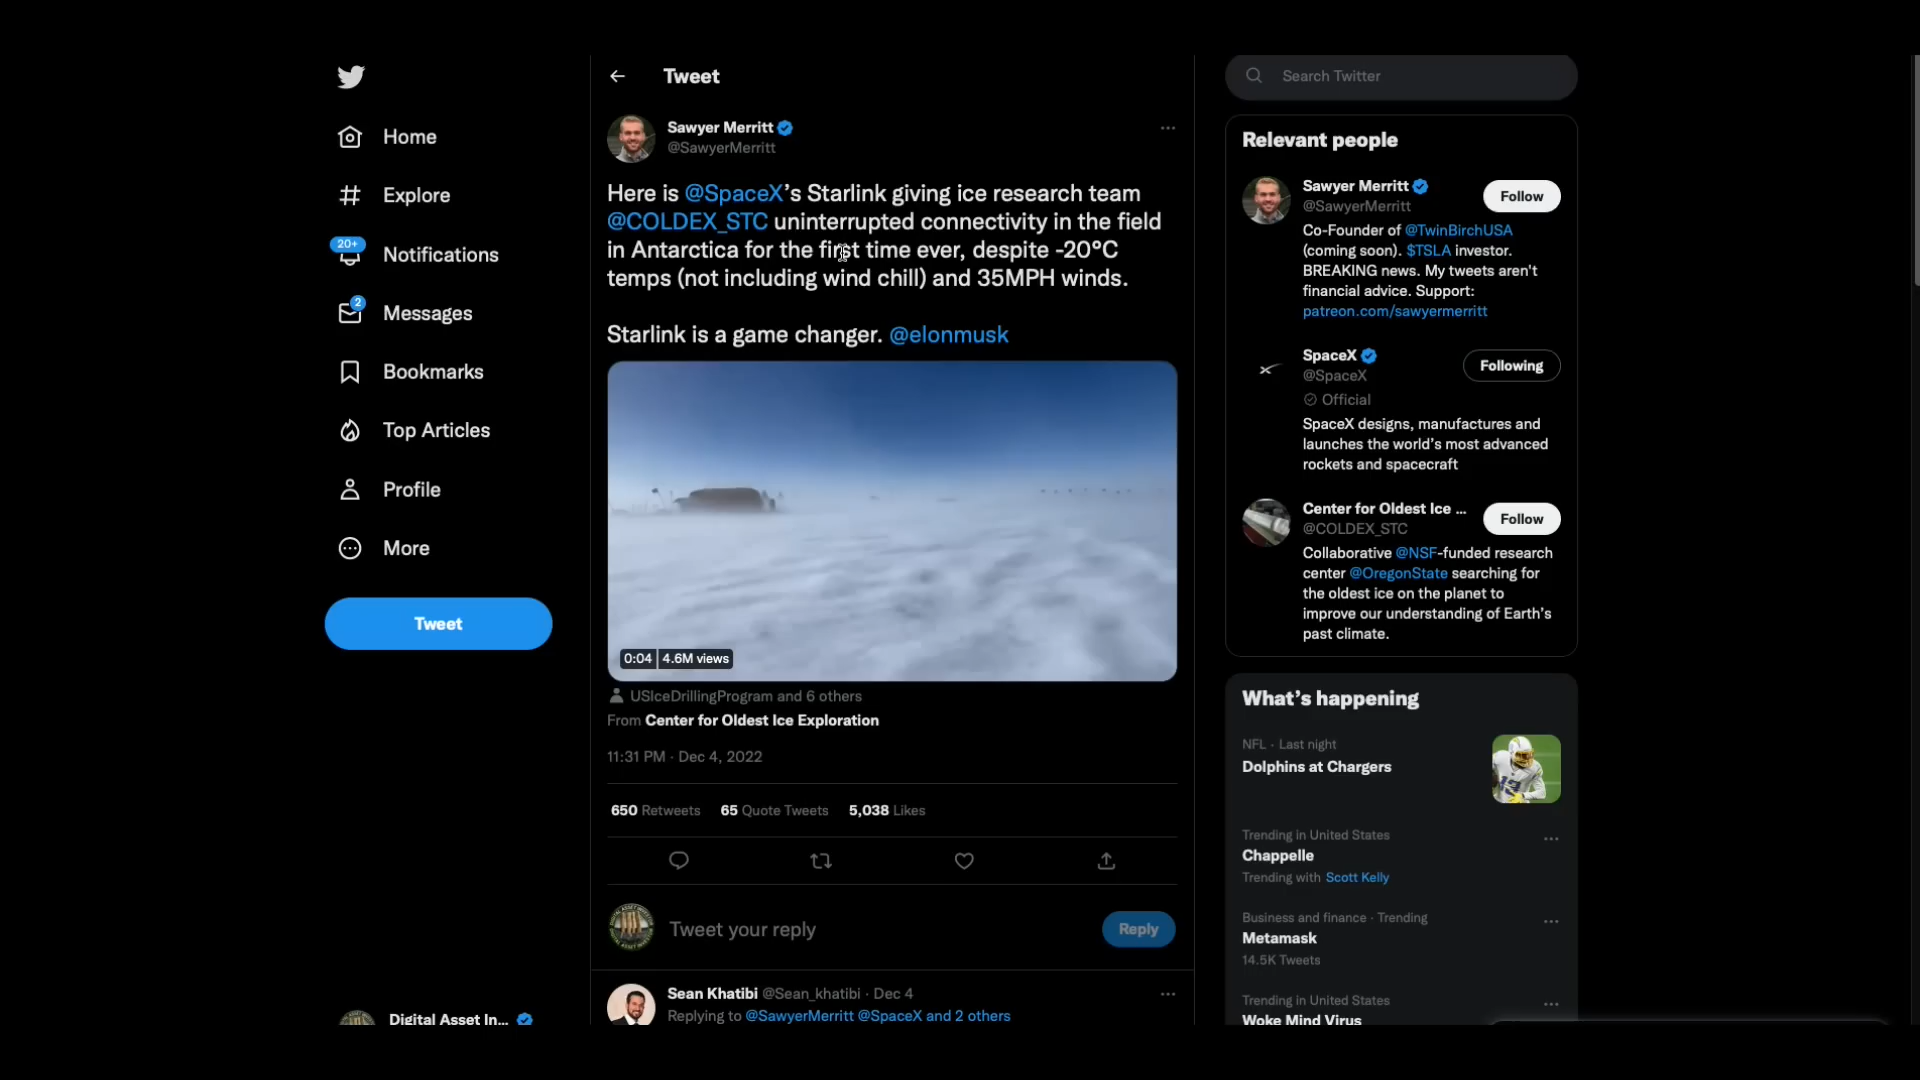 Home
Explore
20+
Notifications
2
Messages
Bookmarks
Top Articles
Profile
More
Tweet
Digital Asset In...
Tweet
Sawyer Merritt
@SawyerMerritt
Here is @SpaceX’s Starlink giving ice research team
@COLDEX_STC uninterrupted connectivity in the field
in Antarctica for the first time ever, despite -20°C
temps (not including wind chill) and 35MPH winds.
Starlink is a game changer. @elonmusk
0:04 4.6M views
USIceDrillingProgram and 6 others
From Center for Oldest Ice Exploration
11:31 PM · Dec 4, 2022
650 Retweets 65 Quote Tweets 5,038 Likes
Tweet your reply
Reply
Sean Khatibi @Sean_khatibi · Dec 4
Replying to @SawyerMerritt @SpaceX and 2 others
Search Twitter
Relevant people
Sawyer Merritt
@SawyerMerritt
Follow
Co-Founder of @TwinBirchUSA
(coming soon). $TSLA investor.
BREAKING news. My tweets aren't
financial advice. Support:
patreon.com/sawyermerritt
SpaceX
@SpaceX
Following
Official
SpaceX designs, manufactures and
launches the world’s most advanced
rockets and spacecraft
Center for Oldest Ice ...
@COLDEX_STC
Follow
Collaborative @NSF-funded research
center @OregonState searching for
the oldest ice on the planet to
improve our understanding of Earth’s
past climate.
What’s happening
NFL · Last night
Dolphins at Chargers
Trending in United States
Chappelle
Trending with Scott Kelly
Business and finance · Trending
Metamask
14.5K Tweets
Trending in United States
Woke Mind Virus